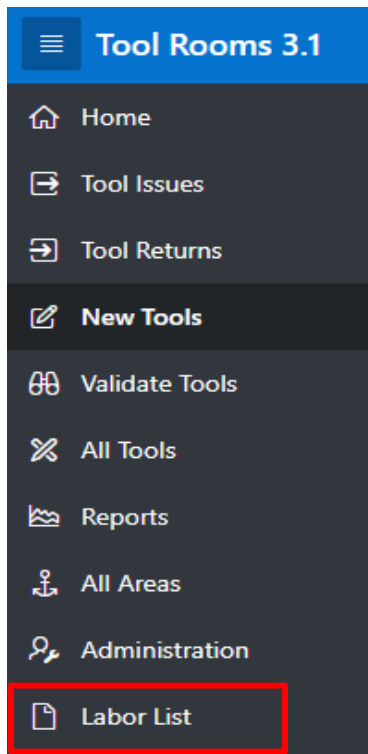 Tool Rooms 3.1
Home
Tool Issues
Tool Returns
New Tools
Validate Tools
All Tools
Reports
All Areas
Administration
Labor List